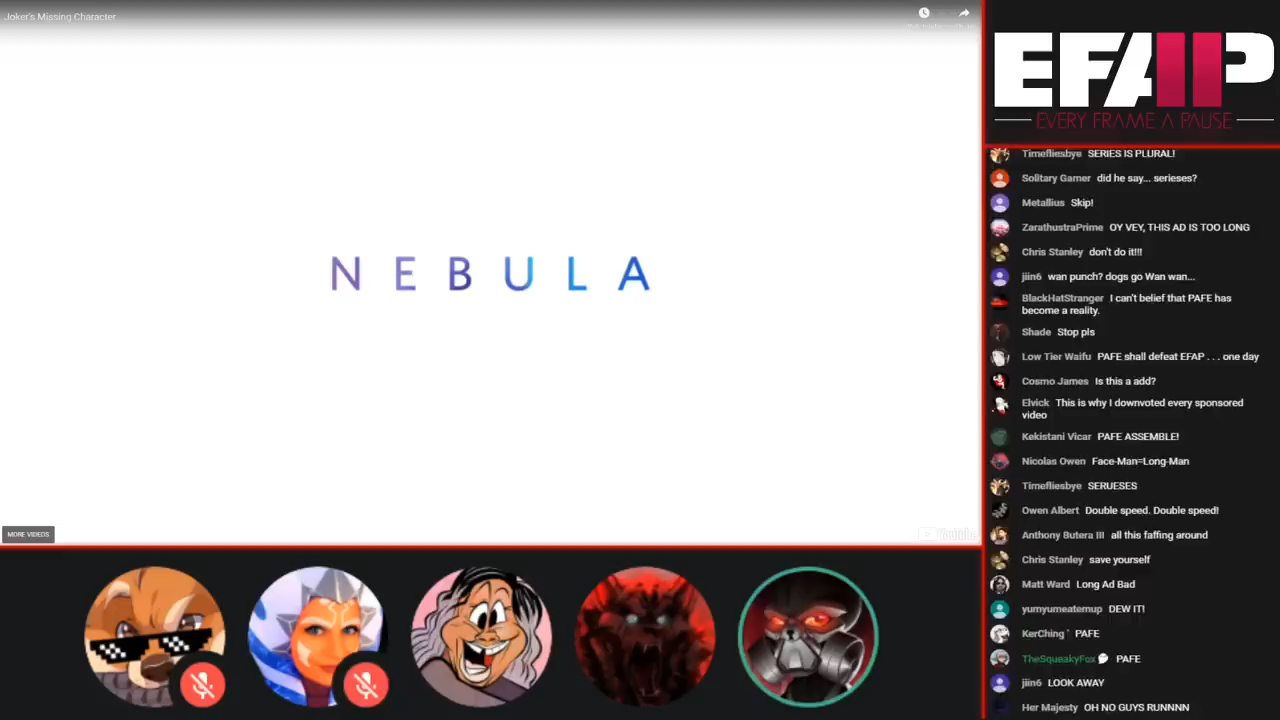 Joker's Missing Character
NEBULA
MORE VIDEOS
YouTube
EFAP
EVERY FRAME A PAUSE
Timefliesbye SERIES IS PLURAL!
Solitary Gamer did he say... serieses?
Metallius Skip!
ZarathustraPrime OY VEY, THIS AD IS TOO LONG
Chris Stanley don't do it!!!
jiin6 wan punch? dogs go Wan wan...
BlackHatStranger I can't belief that PAFE has
become a reality.
Shade Stop pls
Low Tier Waifu PAFE shall defeat EFAP . . . one day
Cosmo James Is this a add?
Elvick This is why I downvoted every sponsored
video
Kekistani Vicar PAFE ASSEMBLE!
Nicolas Owen Face-Man=Long-Man
Timefliesbye SERUESES
Owen Albert Double speed. Double speed!
Anthony Butera III all this faffing around
Chris Stanley save yourself
Matt Ward Long Ad Bad
yumyumeatemup DEW IT!
KerChing` PAFE
TheSqueakyFox PAFE
jiin6 LOOK AWAY
Her Majesty OH NO GUYS RUNNNN